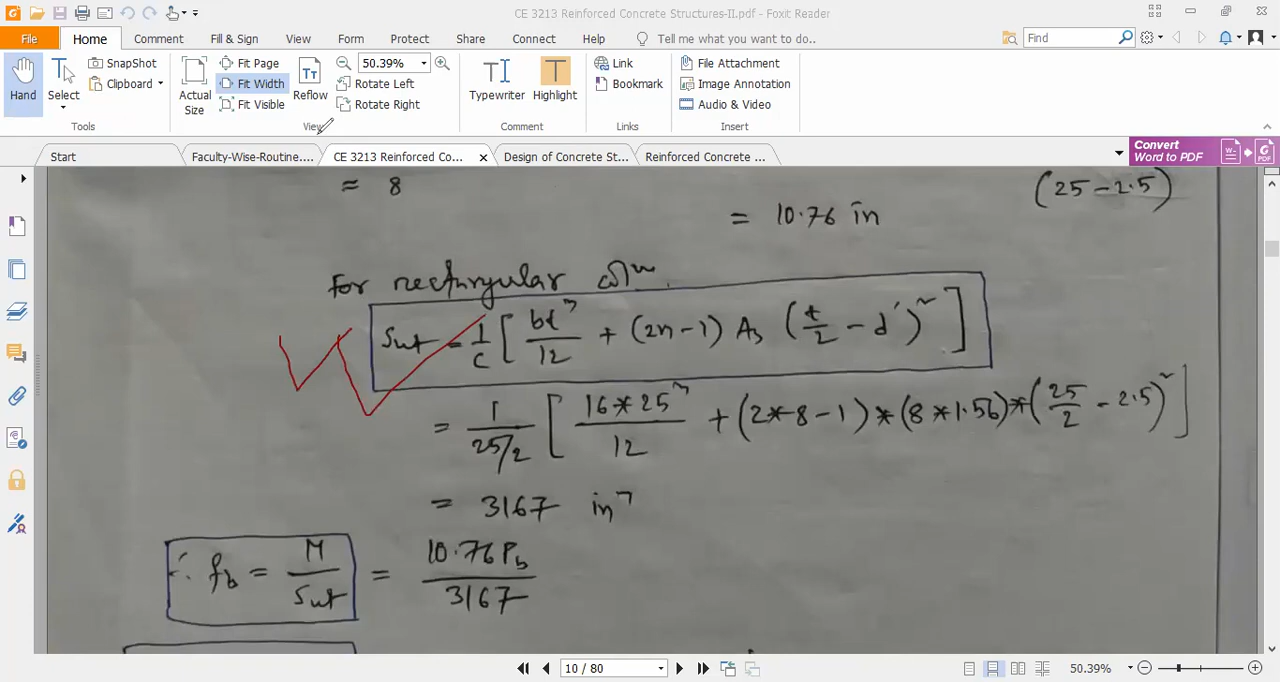 CE 3213 Reinforced Concrete Structures-II.pdf - Foxit Reader
File Home Comment Fill & Sign View Form Protect Share Connect Help Tell me what you want to do.. Find
Hand Select SnapShot Clipboard
Tools
Actual Size Fit Page Fit Width Fit Visible Reflow 50.39% Rotate Left Rotate Right
View
Typewriter Highlight
Comment
Link Bookmark
Links
File Attachment Image Annotation Audio & Video
Insert
Start Faculty-Wise-Routine.... CE 3213 Reinforced Co... Design of Concrete St... Reinforced Concrete ... Convert Word to PDF
≈ 8
(25-2.5)
= 10.76 in
For rectangular colm.
Sut = 1/c [ bt³/12 + (2n-1) As (t/2 - d')² ]
= 1/25/2 [ 16*25³/12 + (2*8-1)*(8*1.56)*(25/2 - 2.5)² ]
= 3167 in³
∴ fb = M/Sut = 10.76Pb/3167
10 / 80 50.39%